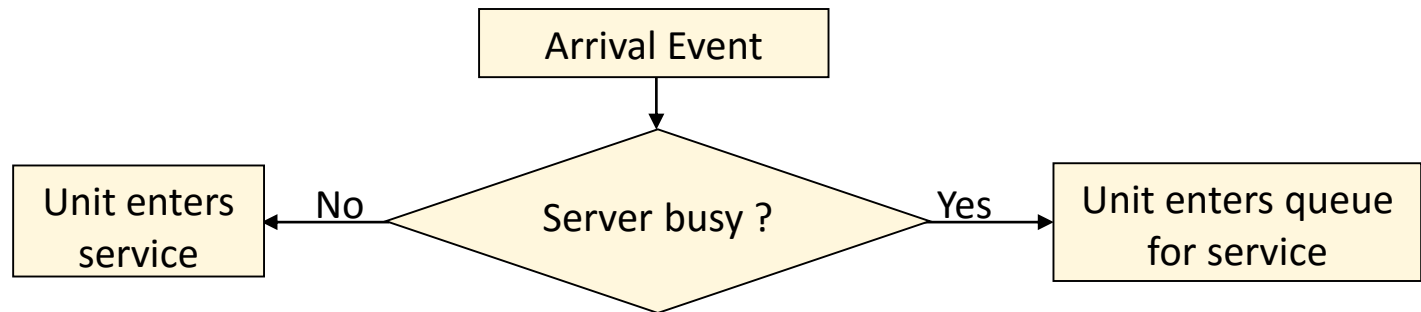 Arrival Event
Unit enters
service
No
Server busy ?
Yes
Unit enters queue
for service